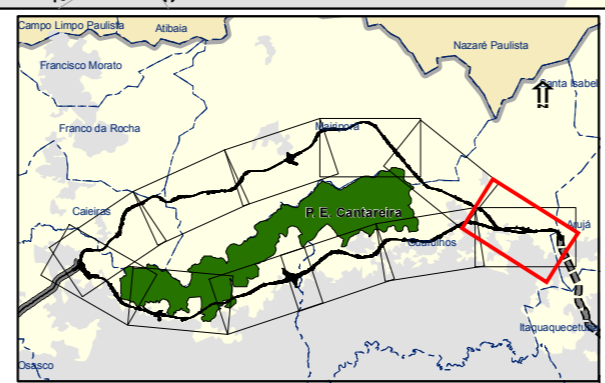 Campo Limpo Paulista
Atibaia
Nazaré Paulista
Francisco Morato
Santa Isabel
Franco da Rocha
Mairiporã
Caieiras
P. E. Cantareira
Arujá
Guarulhos
Itaquaquecetuba
Osasco